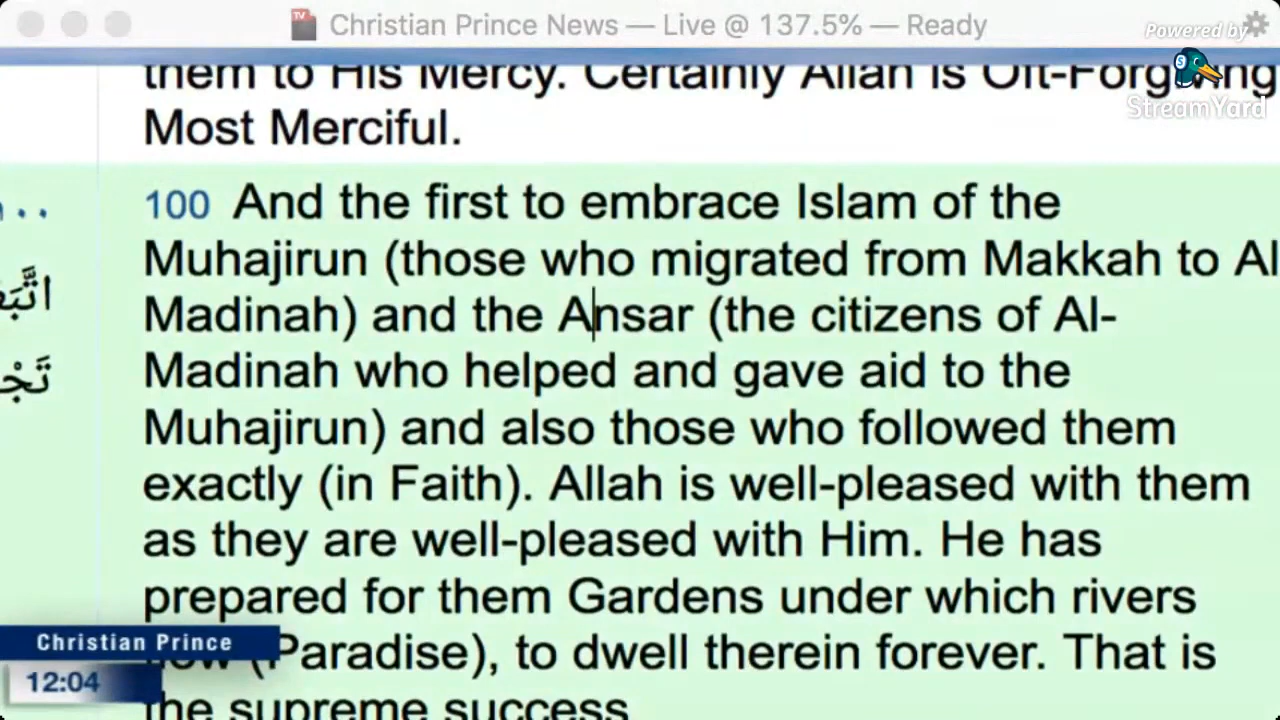 Christian Prince News — Live @ 137.5% — Ready
Powered by
StreamYard
them to His Mercy. Certainly Allah is Oft-Forgiving
Most Merciful.
100 And the first to embrace Islam of the
Muhajirun (those who migrated from Makkah to Al
Madinah) and the Ansar (the citizens of Al-
Madinah who helped and gave aid to the
Muhajirun) and also those who followed them
exactly (in Faith). Allah is well-pleased with them
as they are well-pleased with Him. He has
prepared for them Gardens under which rivers
flow (Paradise), to dwell therein forever. That is
the supreme success
Christian Prince
12:04